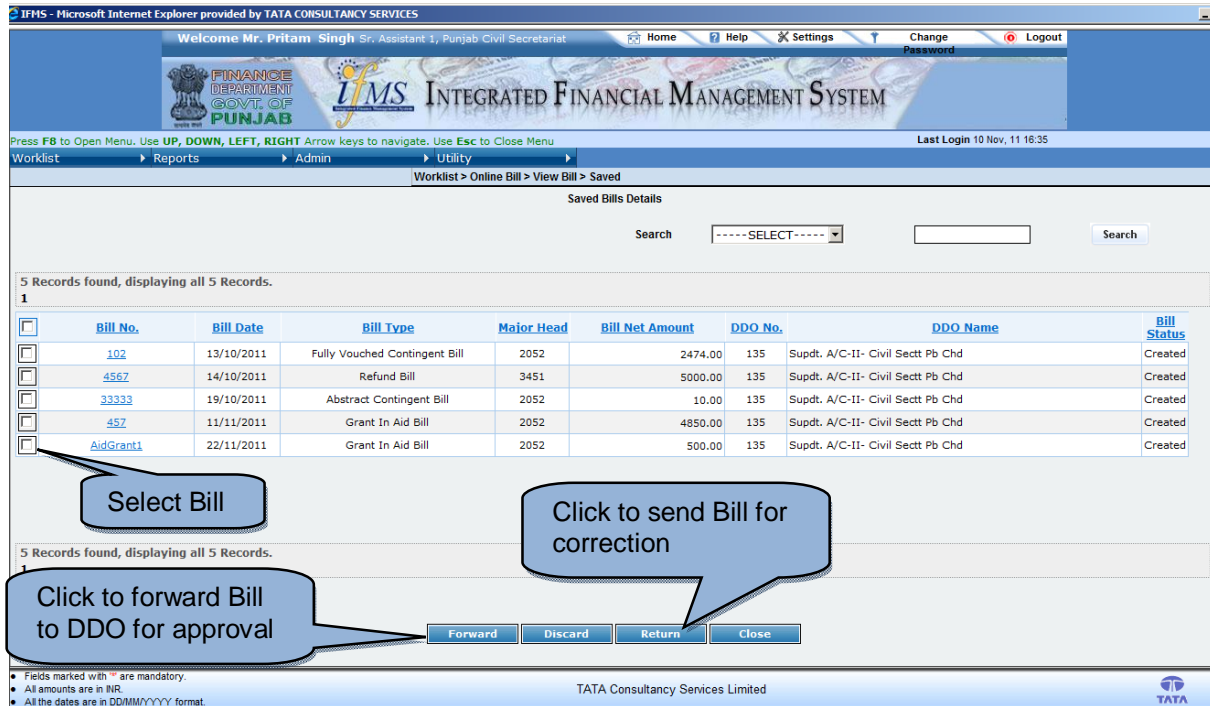 IFMS - Microsoft Internet Explorer provided by TATA CONSULTANCY SERVICES
Welcome Mr. Pritam Singh Sr. Assistant 1, Punjab Civil Secretariat Home Help Settings Change Password Logout
FINANCE
DEPARTMENT
GOVT. OF
PUNJAB
iFMS INTEGRATED FINANCIAL MANAGEMENT SYSTEM
Press F8 to Open Menu. Use UP, DOWN, LEFT, RIGHT Arrow keys to navigate. Use Esc to Close Menu Last Login 10 Nov, 11 16:35
Worklist Reports Admin Utility
Worklist > Online Bill > View Bill > Saved
Saved Bills Details
Search -----SELECT----- Search
5 Records found, displaying all 5 Records.
1
Bill No. Bill Date Bill Type Major Head Bill Net Amount DDO No. DDO Name Bill Status
102 13/10/2011 Fully Vouched Contingent Bill 2052 2474.00 135 Supdt. A/C-II- Civil Sectt Pb Chd Created
4567 14/10/2011 Refund Bill 3451 5000.00 135 Supdt. A/C-II- Civil Sectt Pb Chd Created
33333 19/10/2011 Abstract Contingent Bill 2052 10.00 135 Supdt. A/C-II- Civil Sectt Pb Chd Created
457 11/11/2011 Grant In Aid Bill 2052 4850.00 135 Supdt. A/C-II- Civil Sectt Pb Chd Created
AidGrant1 22/11/2011 Grant In Aid Bill 2052 500.00 135 Supdt. A/C-II- Civil Sectt Pb Chd Created
Select Bill
Click to send Bill for
correction
5 Records found, displaying all 5 Records.
1
Click to forward Bill
to DDO for approval
Forward Discard Return Close
Fields marked with '*' are mandatory.
All amounts are in INR.
All the dates are in DD/MM/YYYY format.
TATA Consultancy Services Limited
TATA